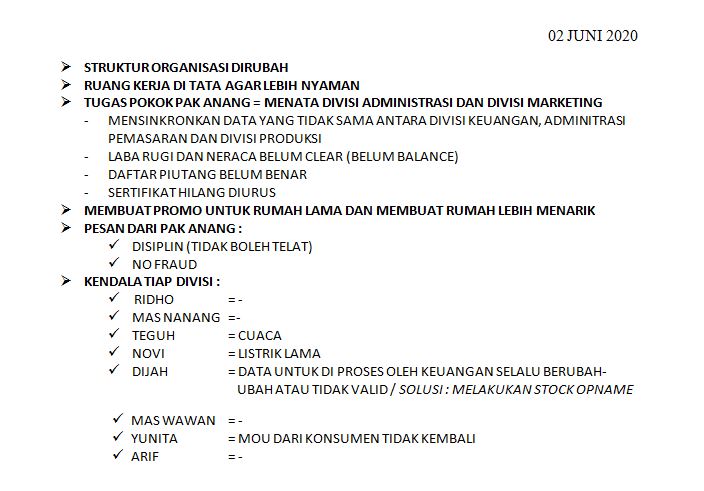 02 JUNI 2020
➢ STRUKTUR ORGANISASI DIRUBAH
➢ RUANG KERJA DI TATA AGAR LEBIH NYAMAN
➢ TUGAS POKOK PAK ANANG = MENATA DIVISI ADMINISTRASI DAN DIVISI MARKETING
- MENSINKRONKAN DATA YANG TIDAK SAMA ANTARA DIVISI KEUANGAN, ADMINITRASI
PEMASARAN DAN DIVISI PRODUKSI
- LABA RUGI DAN NERACA BELUM CLEAR (BELUM BALANCE)
- DAFTAR PIUTANG BELUM BENAR
- SERTIFIKAT HILANG DIURUS
➢ MEMBUAT PROMO UNTUK RUMAH LAMA DAN MEMBUAT RUMAH LEBIH MENARIK
➢ PESAN DARI PAK ANANG :
✓ DISIPLIN (TIDAK BOLEH TELAT)
✓ NO FRAUD
➢ KENDALA TIAP DIVISI :
✓ RIDHO = -
✓ MAS NANANG =-
✓ TEGUH = CUACA
✓ NOVI = LISTRIK LAMA
✓ DIJAH = DATA UNTUK DI PROSES OLEH KEUANGAN SELALU BERUBAH-
UBAH ATAU TIDAK VALID / SOLUSI : MELAKUKAN STOCK OPNAME
✓ MAS WAWAN = -
✓ YUNITA = MOU DARI KONSUMEN TIDAK KEMBALI
✓ ARIF = -